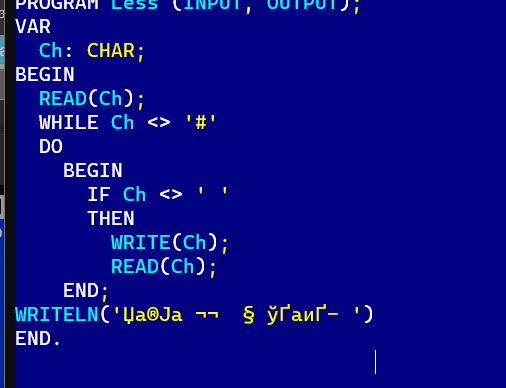 PROGRAM Less (INPUT, OUTPUT);
VAR
Ch: CHAR;
BEGIN
READ(Ch);
WHILE Ch <> '#'
DO
BEGIN
IF Ch <> ' '
THEN
WRITE(Ch);
READ(Ch);
END;
WRITELN('Џа®Ја ¬¬  § ўҐаиҐ­ ')
END.